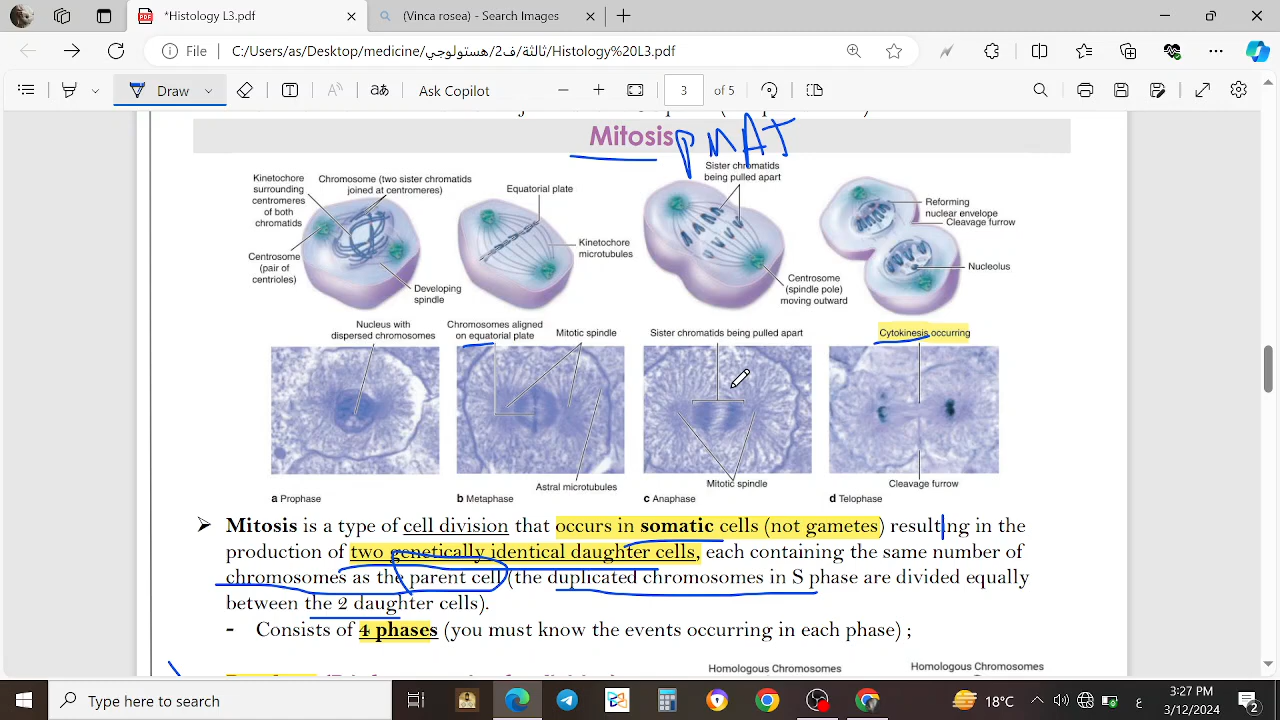 *Histology L3.pdf
(Vinca rosea) - Search Images
File
C:/Users/as/Desktop/medicine/ثالثة/ف2/هستولوجي/Histology%20L3.pdf
Draw
Ask Copilot
3
of 5
Mitosis
PMAT
Kinetochore
surrounding
centromeres
of both
chromatids
Chromosome (two sister chromatids
joined at centromeres)
Centrosome
(pair of
centrioles)
Developing
spindle
Equatorial plate
Kinetochore
microtubules
Sister chromatids
being pulled apart
Centrosome
(spindle pole)
moving outward
Reforming
nuclear envelope
Cleavage furrow
Nucleolus
Nucleus with
dispersed chromosomes
Chromosomes aligned
on equatorial plate
Mitotic spindle
Sister chromatids being pulled apart
Cytokinesis occurring
Astral microtubules
Mitotic spindle
Cleavage furrow
a Prophase
b Metaphase
c Anaphase
d Telophase
➤ Mitosis is a type of cell division that occurs in somatic cells (not gametes) resulting in the
production of two genetically identical daughter cells, each containing the same number of
chromosomes as the parent cell (the duplicated chromosomes in S phase are divided equally
between the 2 daughter cells).
- Consists of 4 phases (you must know the events occurring in each phase) ;
Homologous Chromosomes
Homologous Chromosomes
Type here to search
18°C
ع
3:27 PM
3/12/2024
2